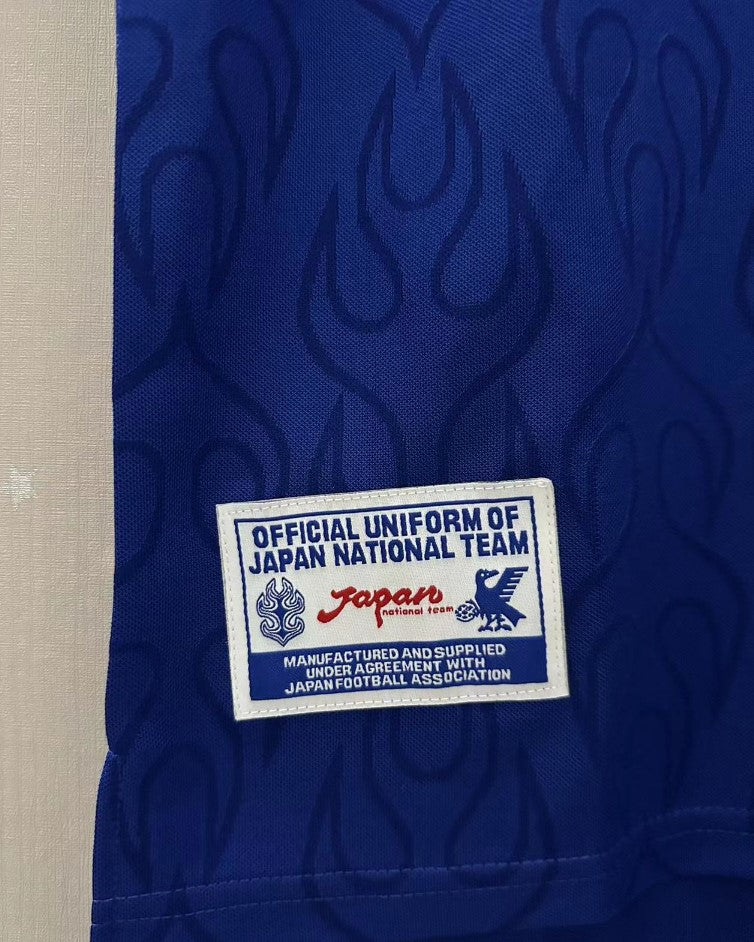 OFFICIAL UNIFORM OF
JAPAN NATIONAL TEAM
Japan
national team
MANUFACTURED AND SUPPLIED
UNDER AGREEMENT WITH
JAPAN FOOTBALL ASSOCIATION